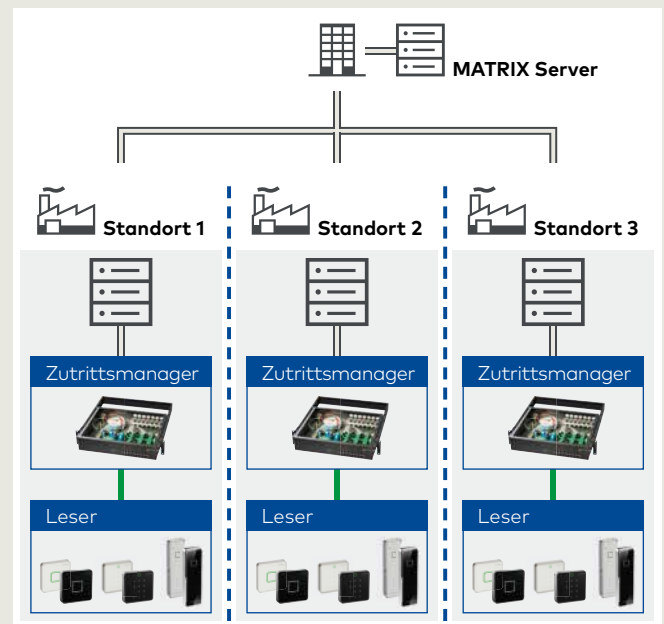 MATRIX Server
Standort 1
Standort 2
Standort 3
Zutrittsmanager
Zutrittsmanager
Zutrittsmanager
Leser
Leser
Leser